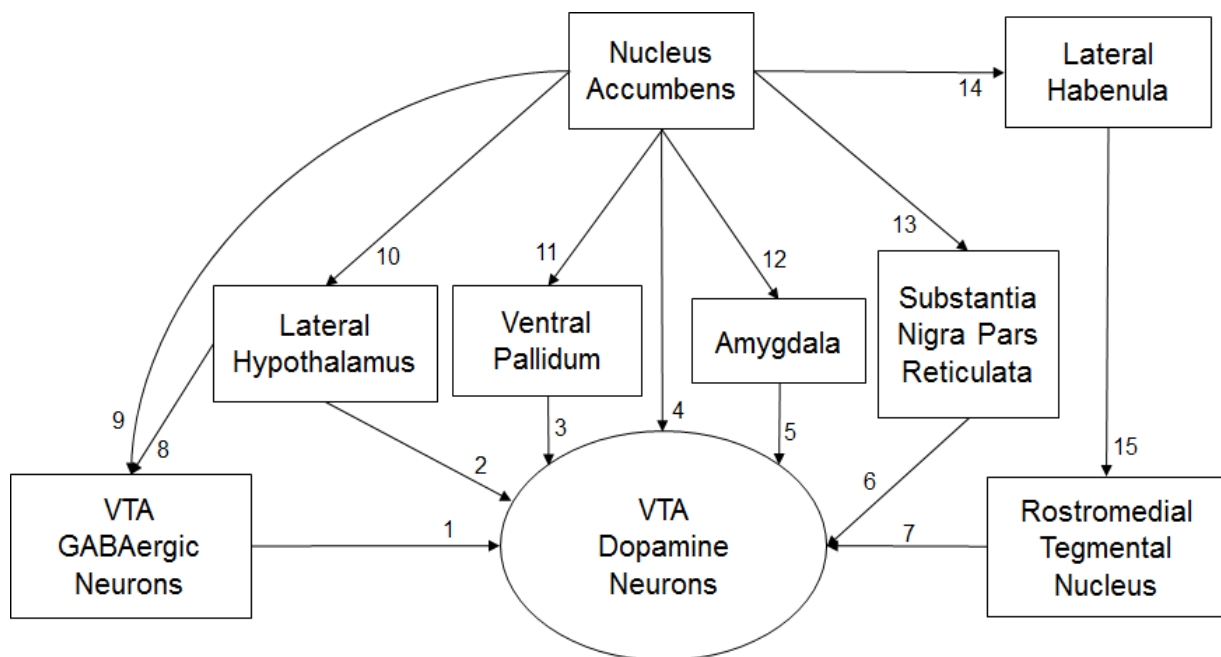 Nucleus
Accumbens
Lateral
Habenula
14
10
11
12
13
Lateral
Hypothalamus
Ventral
Pallidum
Amygdala
Substantia
Nigra Pars
Reticulata
9
8
2
3
4
5
6
15
VTA
GABAergic
Neurons
1
VTA
Dopamine
Neurons
7
Rostromedial
Tegmental
Nucleus